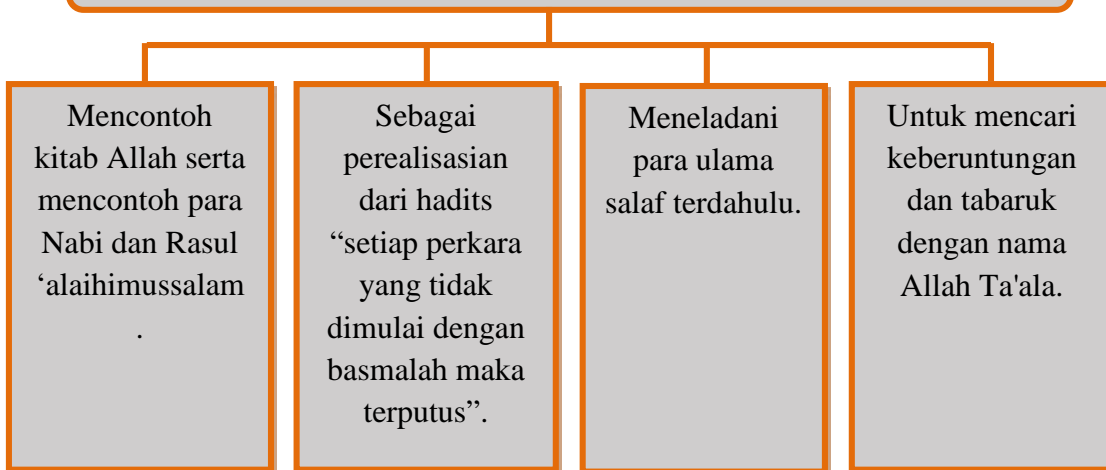 Mencontoh
kitab Allah serta
mencontoh para
Nabi dan Rasul
‘alaihimussalam
.
Sebagai
perealisasian
dari hadits
“setiap perkara
yang tidak
dimulai dengan
basmalah maka
terputus”.
Meneladani
para ulama
salaf terdahulu.
Untuk mencari
keberuntungan
dan tabaruk
dengan nama
Allah Ta'ala.